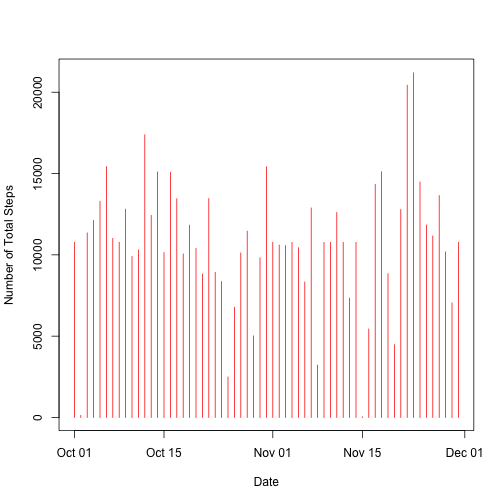 Number of Total Steps
20000
15000
10000
5000
0
Oct 01
Oct 15
Nov 01
Nov 15
Dec 01
Date